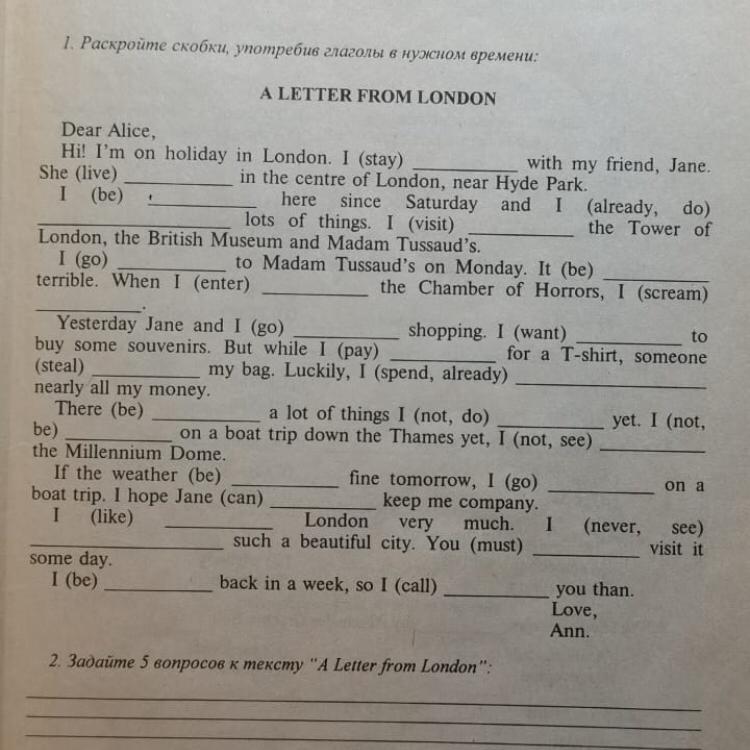 1. Раскройте скобки, употребив глаголы в нужном времени:
A LETTER FROM LONDON
Dear Alice,
Hi! I'm on holiday in London. I (stay) __________ with my friend, Jane.
She (live) __________ in the centre of London, near Hyde Park.
I (be) __________ here since Saturday and I (already, do)
__________________ lots of things. I (visit) __________ the Tower of
London, the British Museum and Madam Tussaud's.
I (go) __________ to Madam Tussaud's on Monday. It (be) __________
terrible. When I (enter) __________ the Chamber of Horrors, I (scream)
__________.
Yesterday Jane and I (go) __________ shopping. I (want) __________ to
buy some souvenirs. But while I (pay) __________ for a T-shirt, someone
(steal) __________ my bag. Luckily, I (spend, already) __________________
nearly all my money.
There (be) __________ a lot of things I (not, do) __________ yet. I (not,
be) __________ on a boat trip down the Thames yet, I (not, see) __________
the Millennium Dome.
If the weather (be) __________ fine tomorrow, I (go) __________ on a
boat trip. I hope Jane (can) __________ keep me company.
I (like) __________ London very much. I (never, see)
__________________ such a beautiful city. You (must) __________ visit it
some day.
I (be) __________ back in a week, so I (call) __________ you than.
Love,
Ann.
2. Задайте 5 вопросов к тексту "A Letter from London":